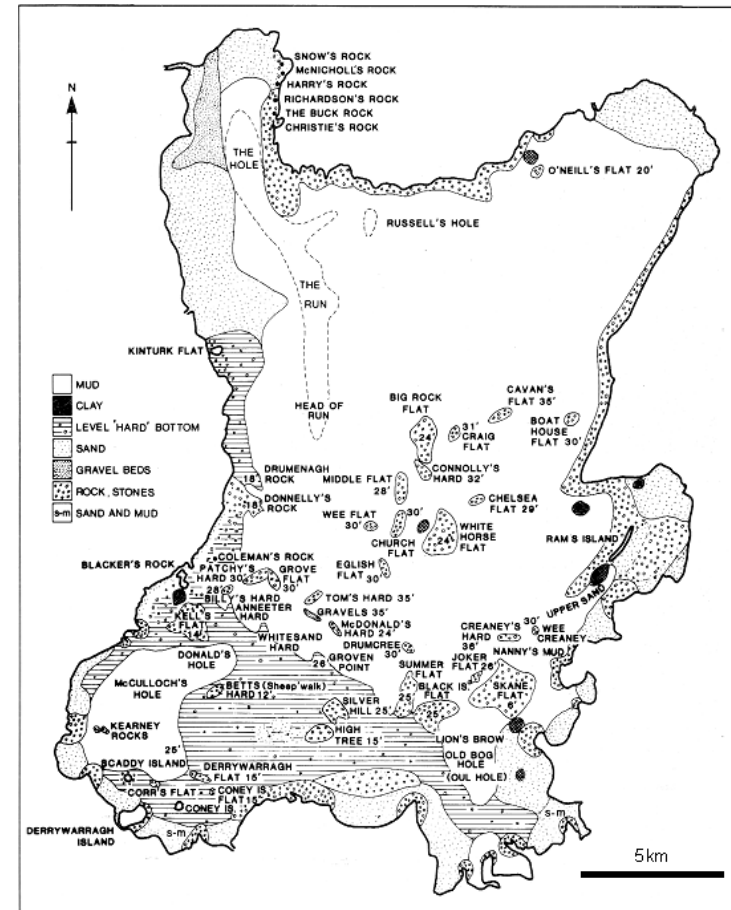 SNOW'S ROCK
McNICHOLL'S ROCK
HARRY'S ROCK
RICHARDSON'S ROCK
THE BUCK ROCK
CHRISTIE'S ROCK
N
THE
HOLE
O'NEILL'S FLAT 20'
RUSSELL'S HOLE
THE
RUN
KINTURK FLAT
HEAD OF
RUN
MUD
CLAY
LEVEL 'HARD' BOTTOM
SAND
GRAVEL BEDS
ROCK, STONES
s-m SAND AND MUD
BIG ROCK
FLAT
24'
CAVAN'S
FLAT 35'
31'
CRAIG
FLAT
BOAT
HOUSE
FLAT 30'
CONNOLLY'S
HARD 32'
DRUMENAGH
ROCK
18'
MIDDLE FLAT
28'
DONNELLY'S
ROCK
18'
CHELSEA
FLAT 29'
WEE FLAT
30'
30'
CHURCH
FLAT
24'
WHITE
HORSE
FLAT
RAM'S ISLAND
COLEMAN'S ROCK
BLACKER'S ROCK
PATCHY'S
HARD 30'
GROVE
FLAT
30'
EGLISH
FLAT
30'
28'
BILLY'S HARD
ANNEETER
HARD
TOM'S HARD 35'
GRAVELS 35'
UPPER SAND
KELL'S
FLAT
14'
McDONALD'S
HARD 24'
CREANEY'S
HARD
36'
30'
WEE
CREANEY
WHITESAND
HARD
DRUMCREE
30'
NANNY'S MUD
DONALD'S
HOLE
26
GROVEN
POINT
SUMMER
FLAT
25'
JOKER
FLAT 26'
McCULLOCH'S
HOLE
BETTS (Sheep'walk)
HARD 12'
BLACK IS. FLAT
25'
SKANE
FLAT
6'
SILVER
HILL 25'
KEARNEY
ROCKS
HIGH
TREE 15'
LION'S BROW
25'
OLD BOG
HOLE
(OUL HOLE)
SCADDY ISLAND
DERRYWARRAGH
FLAT 15'
CORR'S FLAT
CONEY IS.
FLAT 15'
CONEY IS.
s-m
s-m
DERRYWARRAGH
ISLAND
5km